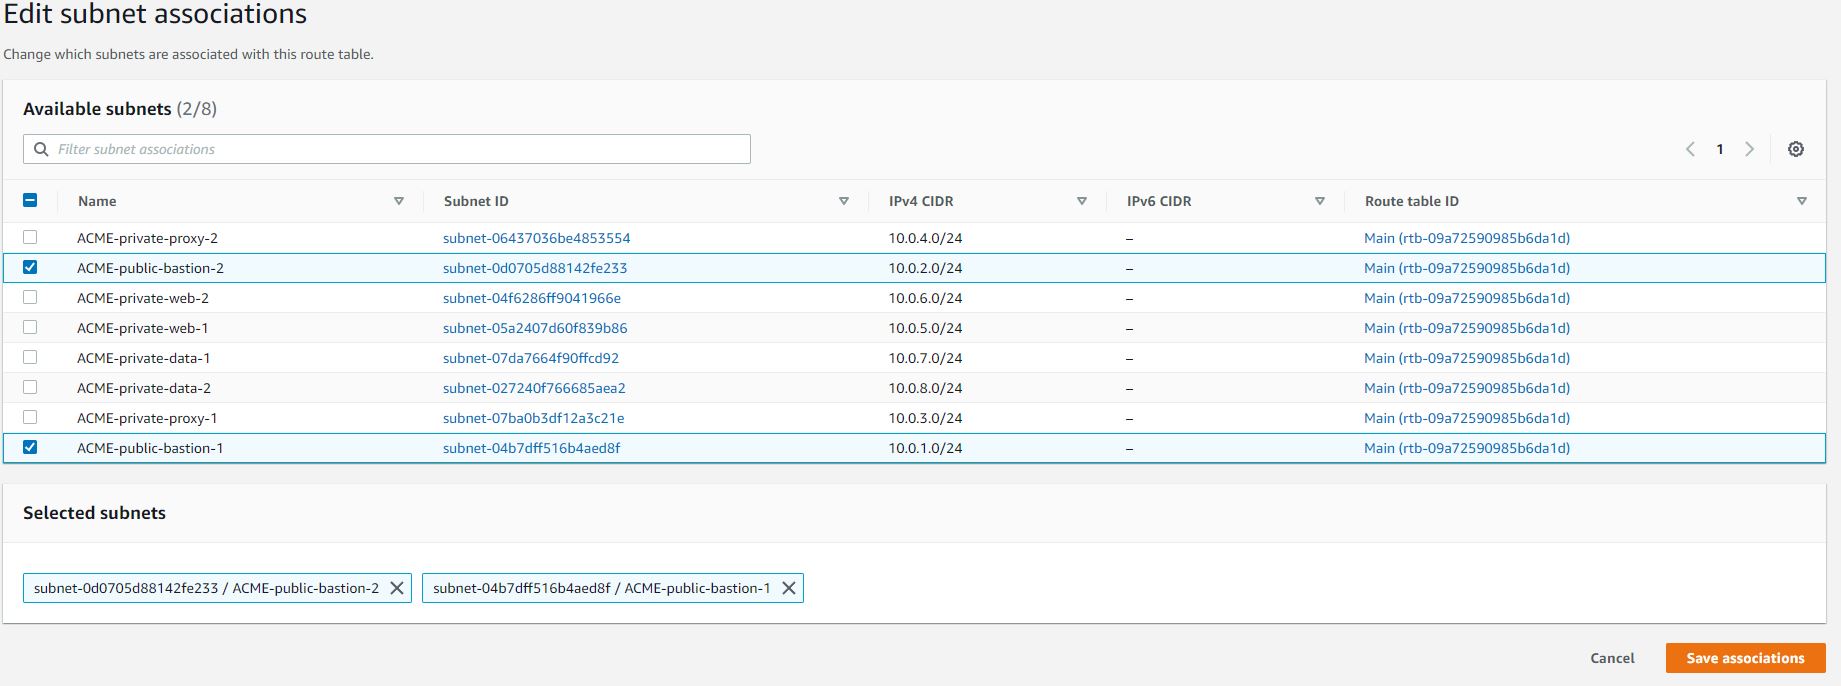 Edit subnet associations
Change which subnets are associated with this route table.
Available subnets (2/8)
Filter subnet associations
1
Name Subnet ID IPv4 CIDR IPv6 CIDR Route table ID
ACME-private-proxy-2 subnet-06437036be4853554 10.0.4.0/24 – Main (rtb-09a72590985b6da1d)
ACME-public-bastion-2 subnet-0d0705d88142fe233 10.0.2.0/24 – Main (rtb-09a72590985b6da1d)
ACME-private-web-2 subnet-04f6286ff9041966e 10.0.6.0/24 – Main (rtb-09a72590985b6da1d)
ACME-private-web-1 subnet-05a2407d60f839b86 10.0.5.0/24 – Main (rtb-09a72590985b6da1d)
ACME-private-data-1 subnet-07da7664f90ffcd92 10.0.7.0/24 – Main (rtb-09a72590985b6da1d)
ACME-private-data-2 subnet-027240f766685aea2 10.0.8.0/24 – Main (rtb-09a72590985b6da1d)
ACME-private-proxy-1 subnet-07ba0b3df12a3c21e 10.0.3.0/24 – Main (rtb-09a72590985b6da1d)
ACME-public-bastion-1 subnet-04b7dff516b4aed8f 10.0.1.0/24 – Main (rtb-09a72590985b6da1d)
Selected subnets
subnet-0d0705d88142fe233 / ACME-public-bastion-2 subnet-04b7dff516b4aed8f / ACME-public-bastion-1
Cancel Save associations